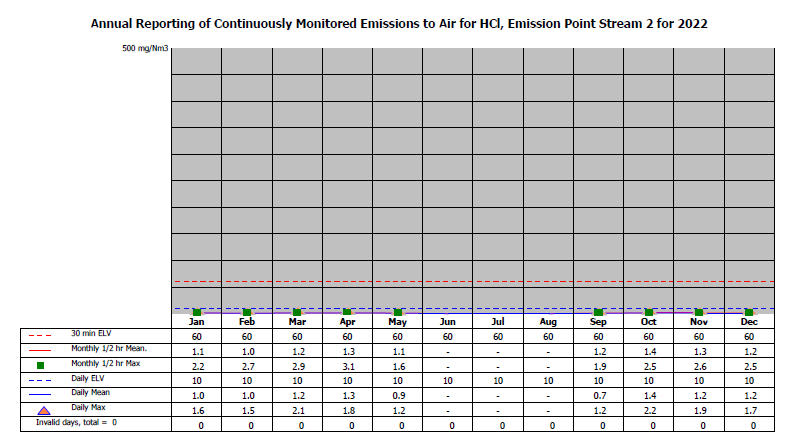 Annual Reporting of Continuously Monitored Emissions to Air for HCl, Emission Point Stream 2 for 2022
500 mg/Nm3
Jan Feb Mar Apr May Jun Jul Aug Sep Oct Nov Dec
30 min ELV 60 60 60 60 60 60 60 60 60 60 60 60
Monthly 1/2 hr Mean. 1.1 1.0 1.2 1.3 1.1 - - - 1.2 1.4 1.3 1.2
Monthly 1/2 hr Max 2.2 2.7 2.9 3.1 1.6 - - - 1.9 2.5 2.6 2.5
Daily ELV 10 10 10 10 10 10 10 10 10 10 10 10
Daily Mean 1.0 1.0 1.2 1.3 0.9 - - - 0.7 1.4 1.2 1.2
Daily Max 1.6 1.5 2.1 1.8 1.2 - - - 1.2 2.2 1.9 1.7
Invalid days, total = 0 0 0 0 0 0 0 0 0 0 0 0 0